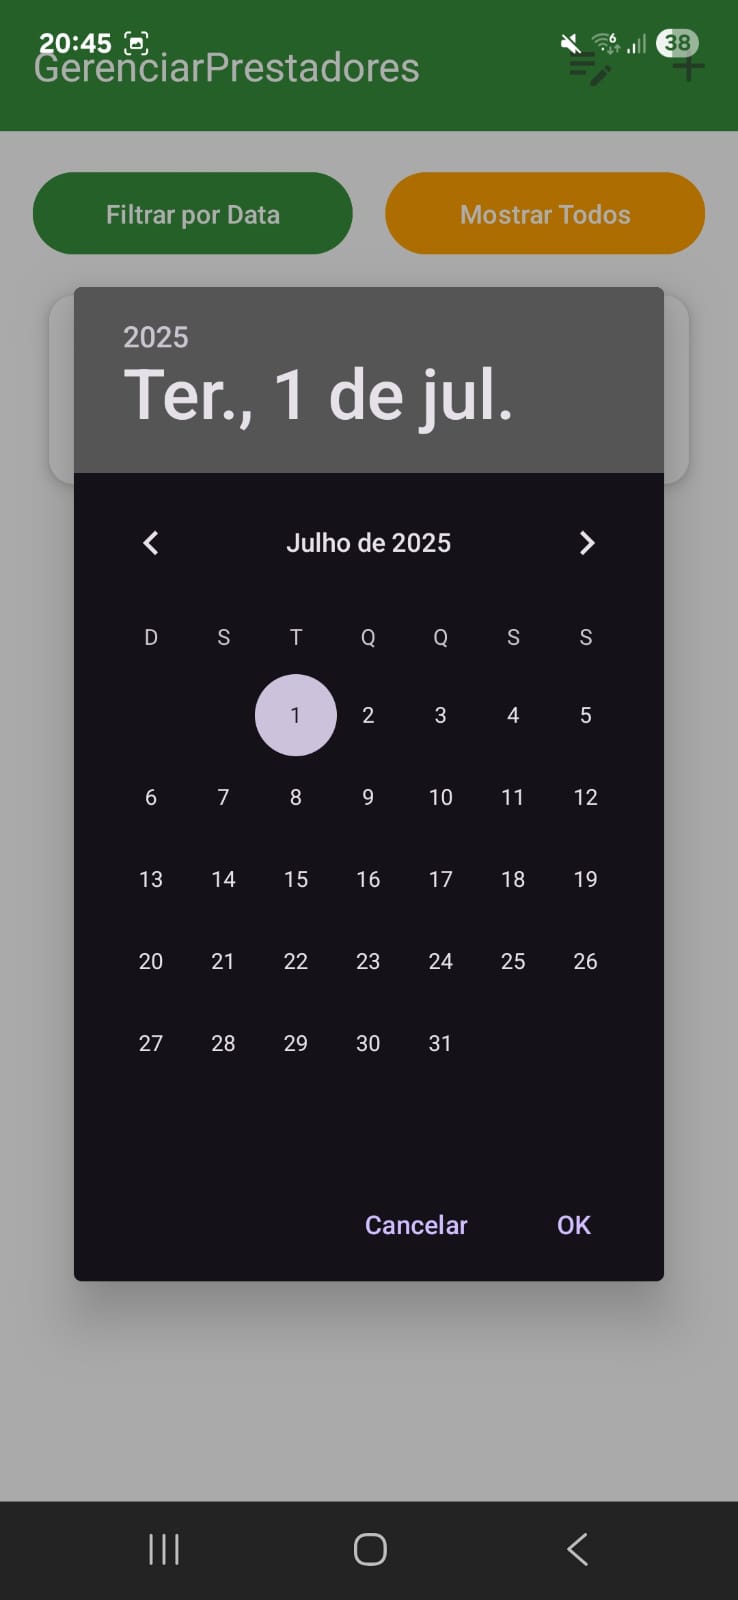 20:45 6 38
GerenciarPrestadores
Filtrar por Data Mostrar Todos
2025
Ter., 1 de jul.
Julho de 2025
D S T Q Q S S
1 2 3 4 5
6 7 8 9 10 11 12
13 14 15 16 17 18 19
20 21 22 23 24 25 26
27 28 29 30 31
Cancelar OK